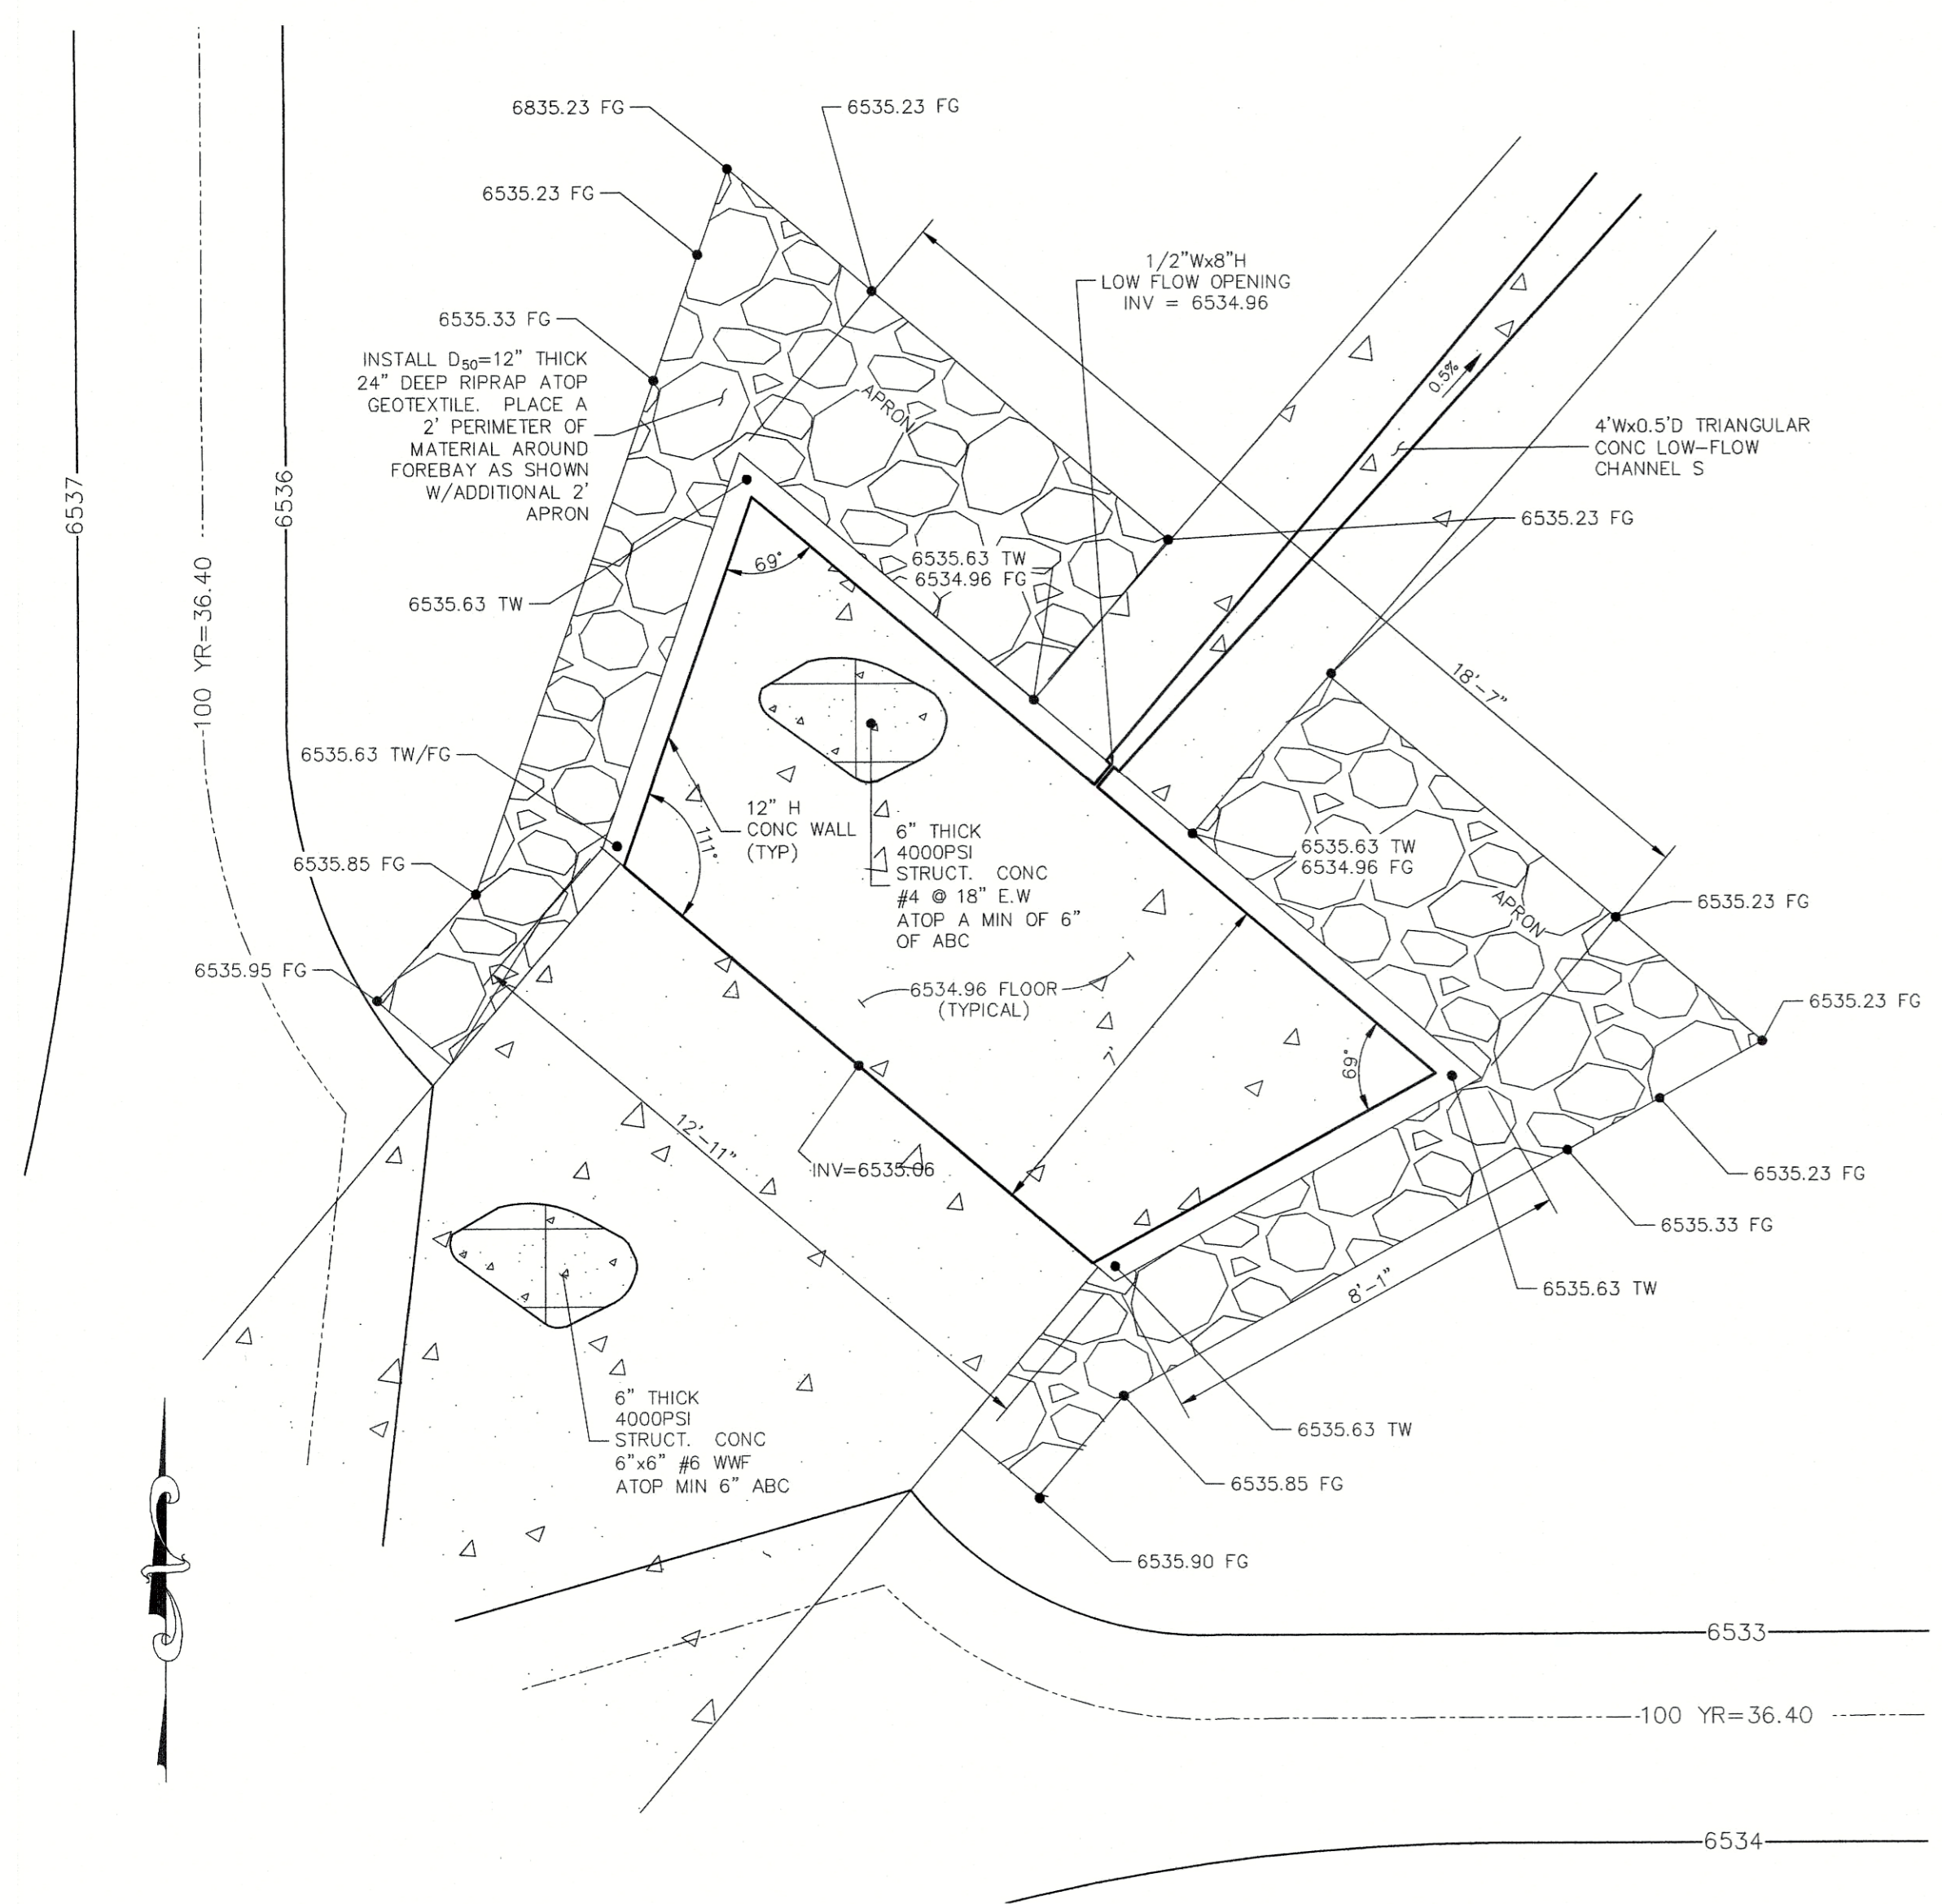 6835.23 FG
6535.23 FG
6535.23 FG
6535.33 FG
INSTALL D50=12" THICK
24" DEEP RIPRAP ATOP
GEOTEXTILE. PLACE A
2' PERIMETER OF
MATERIAL AROUND
FOREBAY AS SHOWN
W/ADDITIONAL 2'
APRON
1/2"Wx8"H
LOW FLOW OPENING
INV = 6534.96
0.5%
4'Wx0.5'D TRIANGULAR
CONC LOW-FLOW
CHANNEL S
6535.23 FG
APRON
6537
6536
100 YR=36.40
69°
6535.63 TW
6534.96 FG
6535.63 TW
18'-7"
6535.63 TW/FG
12" H
CONC WALL
(TYP)
111°
6" THICK
4000PSI
STRUCT. CONC
#4 @ 18" E.W
ATOP A MIN OF 6"
OF ABC
6535.63 TW
6534.96 FG
APRON
6535.23 FG
6535.85 FG
6535.95 FG
6534.96 FLOOR
(TYPICAL)
6535.23 FG
7'
69°
12'-11"
INV=6535.06
6535.23 FG
6535.33 FG
8'-1"
6535.63 TW
6" THICK
4000PSI
STRUCT. CONC
6"x6" #6 WWF
ATOP MIN 6" ABC
6535.63 TW
6535.85 FG
6535.90 FG
6533
100 YR=36.40
6534